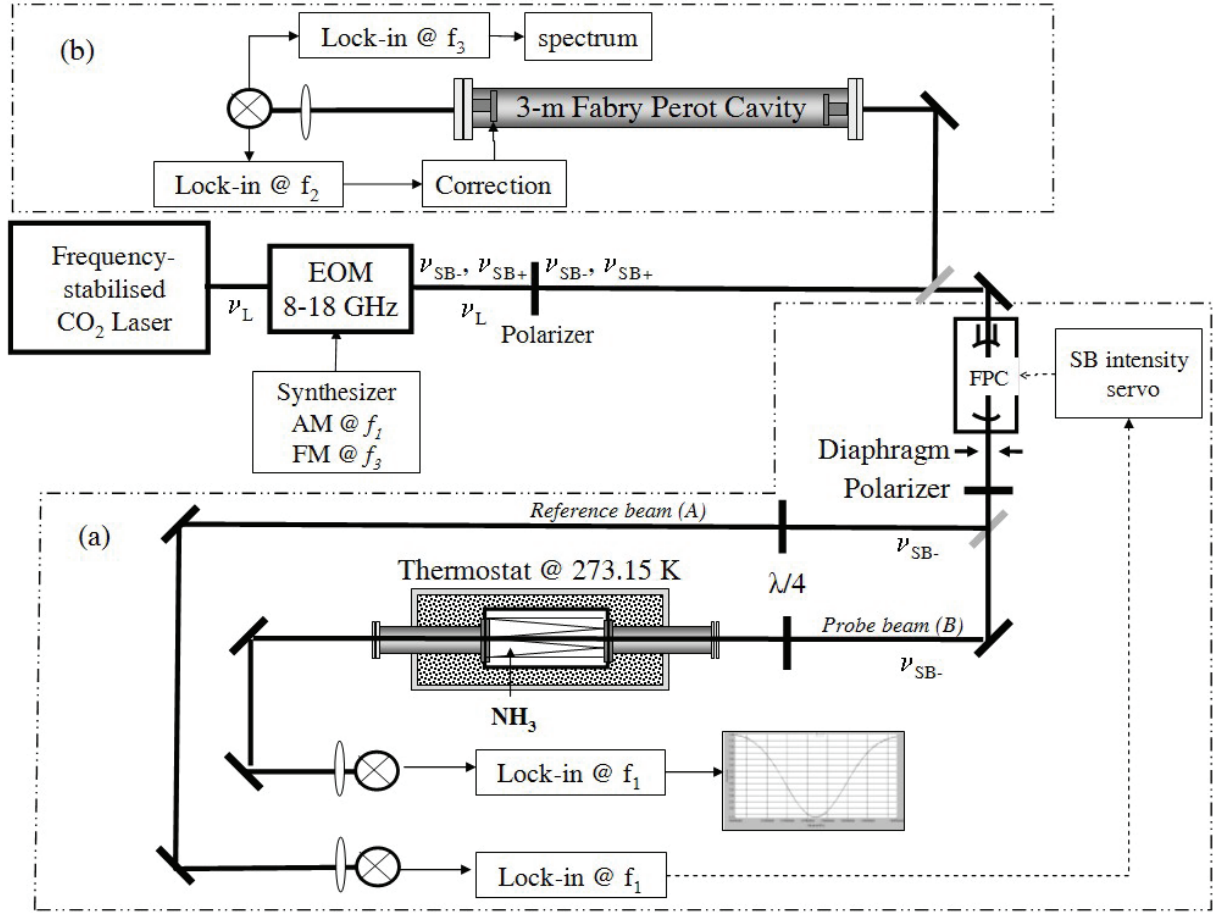 (b)
Lock-in @ f3
spectrum
3-m Fabry Perot Cavity
Lock-in @ f2
Correction
Frequency-
stabilised
CO2 Laser
νL
EOM
8-18 GHz
νSB-, νSB+
νL
νSB-, νSB+
Polarizer
Synthesizer
AM @ f1
FM @ f3
FPC
SB intensity
servo
Diaphragm
Polarizer
(a)
Reference beam (A)
νSB-
λ/4
Thermostat @ 273.15 K
Probe beam (B)
νSB-
NH3
Lock-in @ f1
Lock-in @ f1